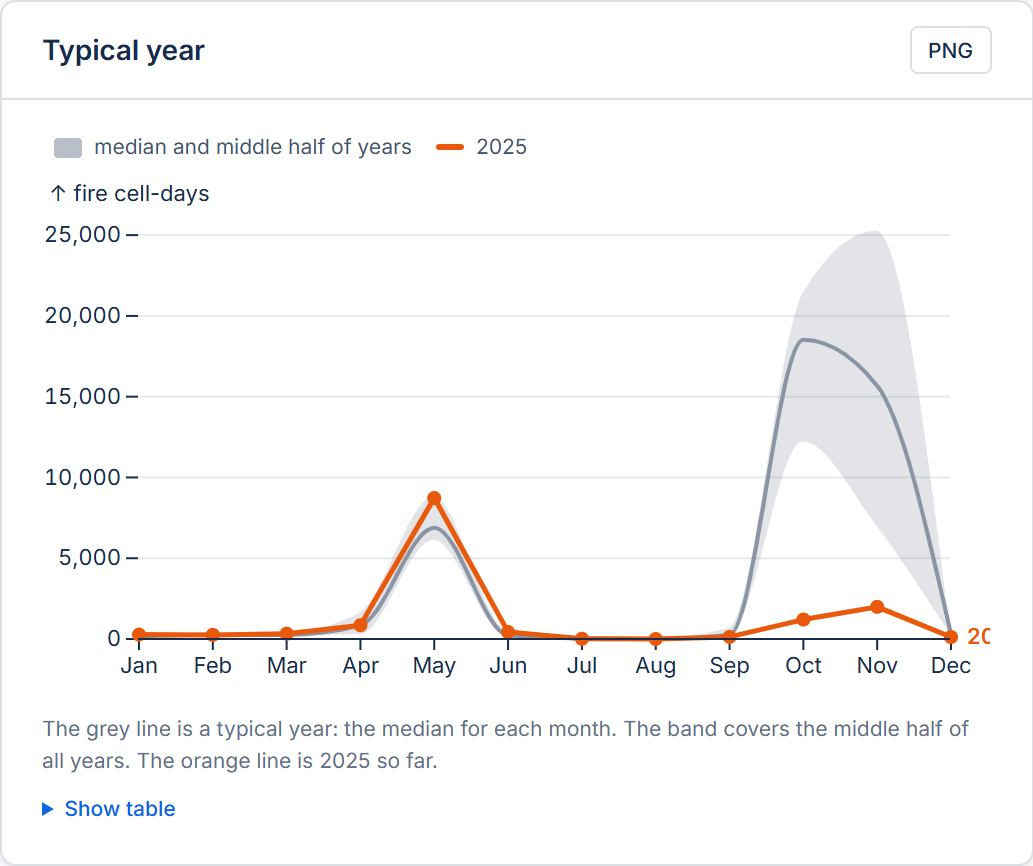 Typical year
PNG
median and middle half of years
2025
↑ fire cell-days
25,000
20,000
15,000
10,000
5,000
0
Jan Feb Mar Apr May Jun Jul Aug Sep Oct Nov Dec
20
The grey line is a typical year: the median for each month. The band covers the middle half of
all years. The orange line is 2025 so far.
Show table